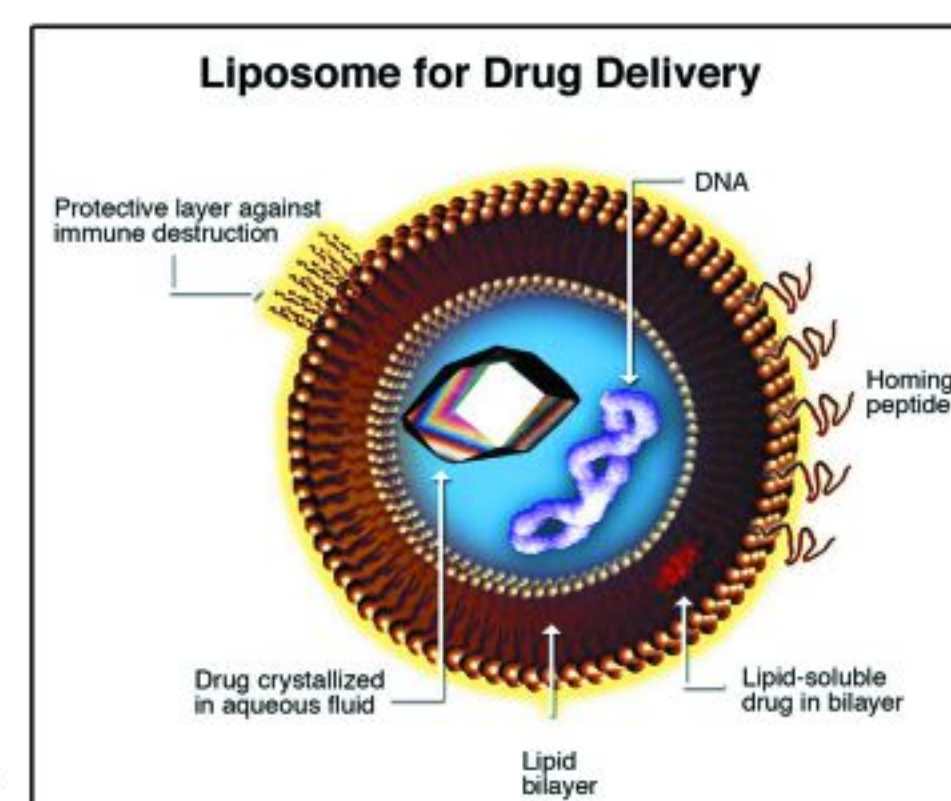 Liposome for Drug Delivery
DNA
Protective layer against
immune destruction
Homing
peptide
Drug crystallized
in aqueous fluid
Lipid-soluble
drug in bilayer
Lipid
bilayer